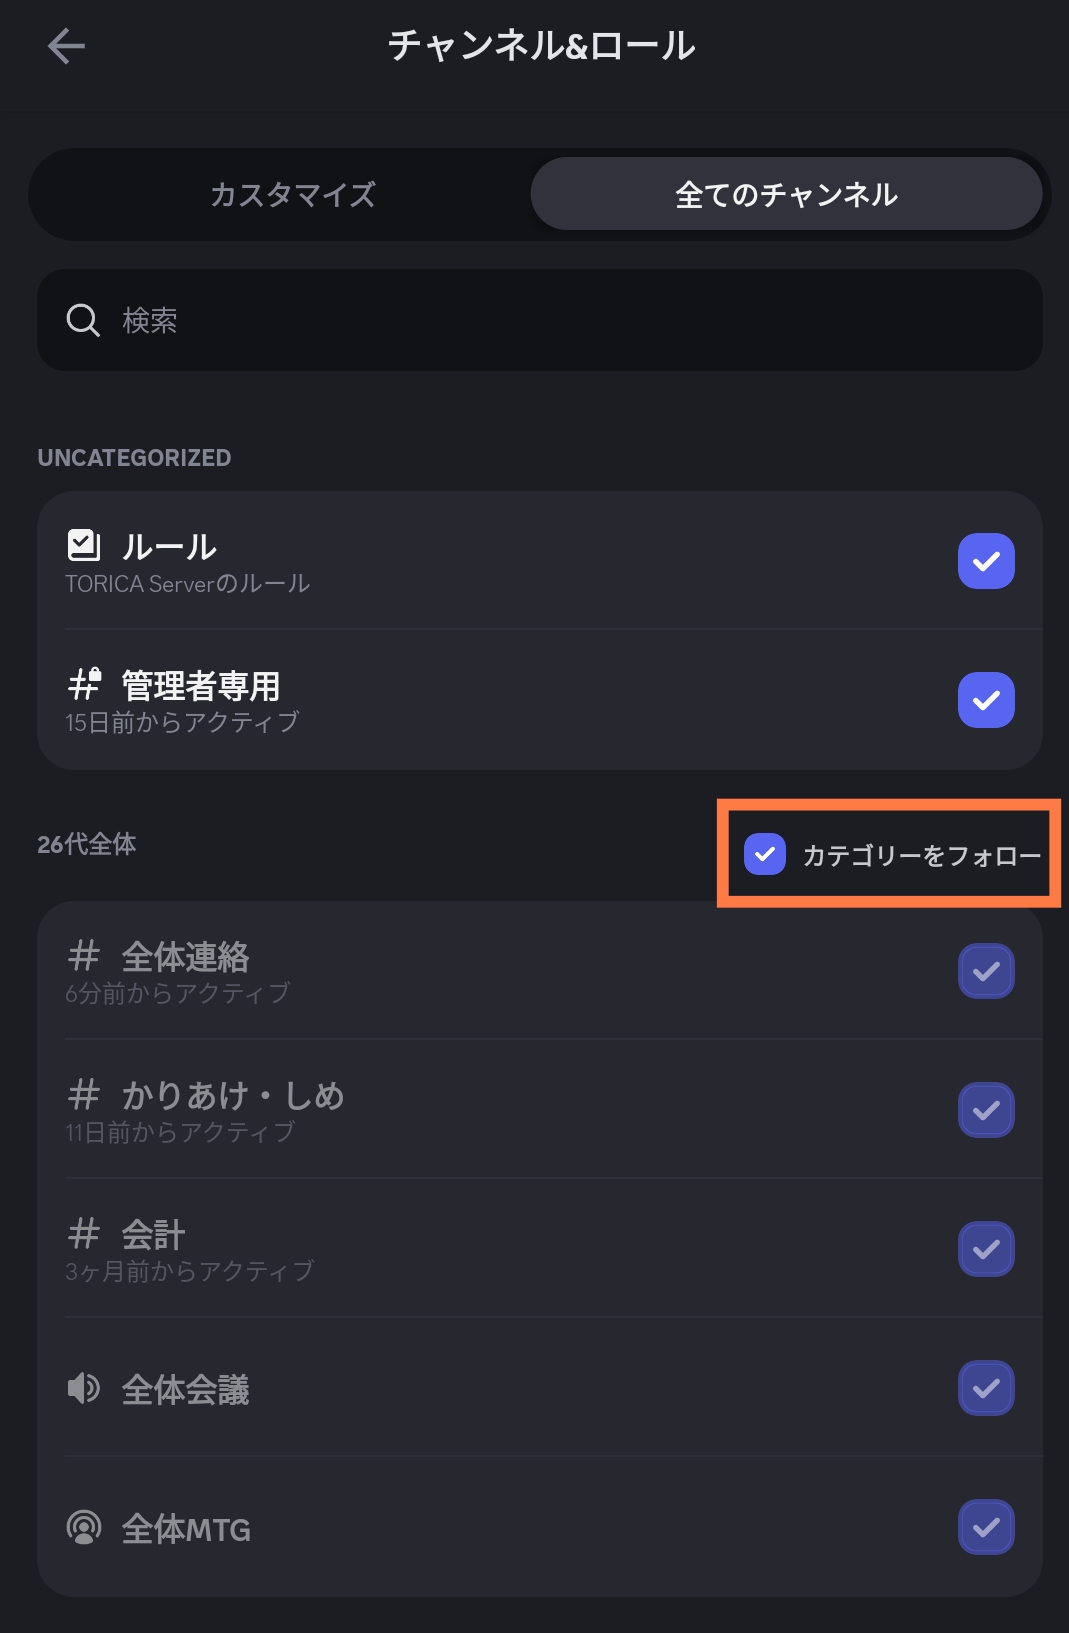 チャンネル&ロール
カスタマイズ
全てのチャンネル
検索
UNCATEGORIZED
ルール
TORICA Serverのルール
管理者専用
15日前からアクティブ
26代全体
カテゴリーをフォロー
全体連絡
6分前からアクティブ
かりあけ・しめ
11日前からアクティブ
会計
3ヶ月前からアクティブ
全体会議
全体MTG